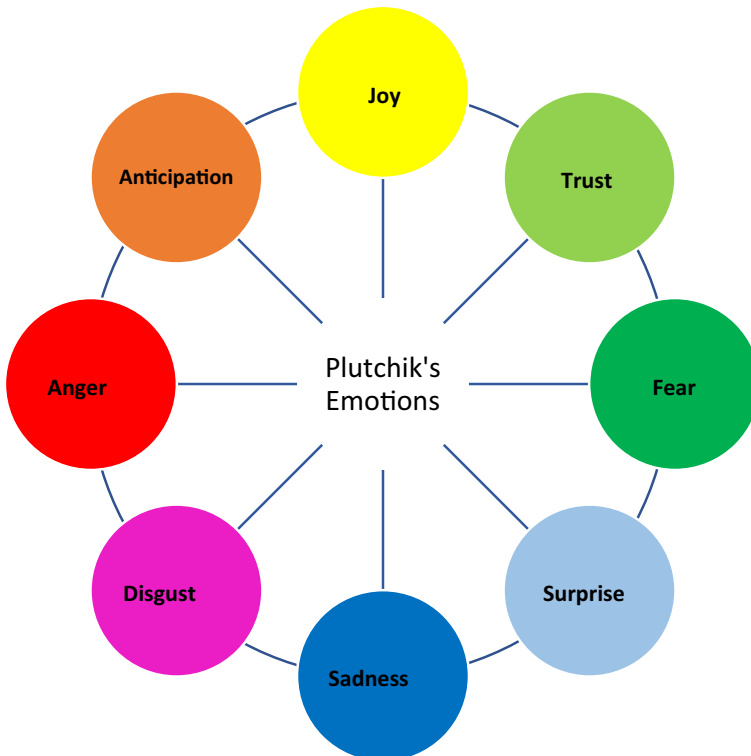 Joy
Anticipation
Trust
Anger
Plutchik's
Emotions
Fear
Disgust
Surprise
Sadness